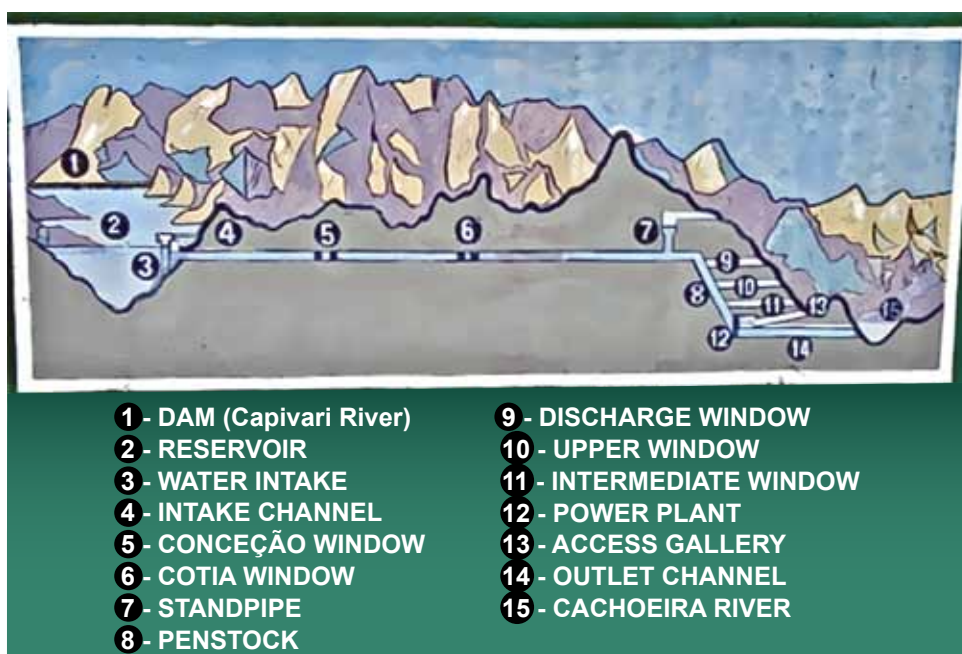 1
2
3
4
5
6
7
8
9
10
11
12
13
14
15
1 - DAM (Capivari River)
2 - RESERVOIR
3 - WATER INTAKE
4 - INTAKE CHANNEL
5 - CONCEÇÃO WINDOW
6 - COTIA WINDOW
7 - STANDPIPE
8 - PENSTOCK
9 - DISCHARGE WINDOW
10 - UPPER WINDOW
11 - INTERMEDIATE WINDOW
12 - POWER PLANT
13 - ACCESS GALLERY
14 - OUTLET CHANNEL
15 - CACHOEIRA RIVER